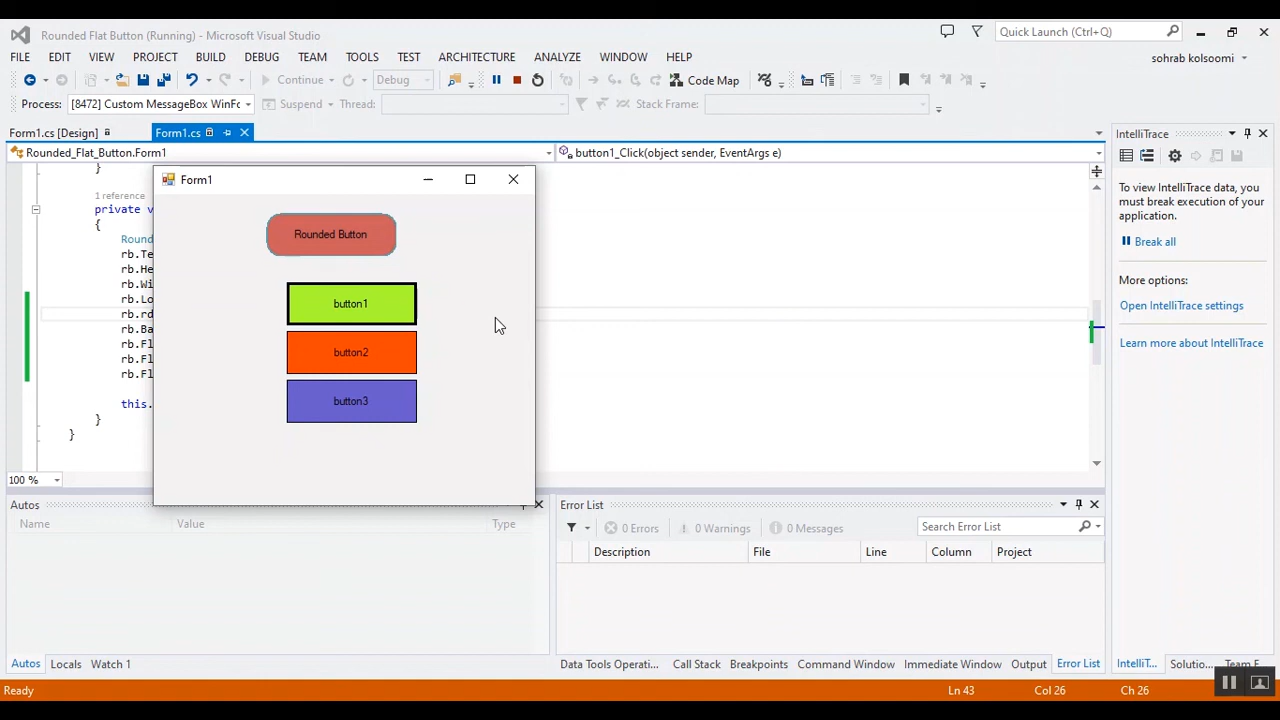 Rounded Flat Button (Running) - Microsoft Visual Studio
Quick Launch (Ctrl+Q)
FILE EDIT VIEW PROJECT BUILD DEBUG TEAM TOOLS TEST ARCHITECTURE ANALYZE WINDOW HELP
sohrab kolsoomi
Continue Debug Code Map
Process: [8472] Custom MessageBox WinFc Suspend Thread: Stack Frame:
Form1.cs [Design] Form1.cs
IntelliTrace
Rounded_Flat_Button.Form1 button1_Click(object sender, EventArgs e)
}
1 reference
private v
{
Round
rb.Te
rb.He
rb.Wi
rb.Lo
rb.rd
rb.Ba
rb.Fl
rb.Fl
rb.Fl
this.
}
}
Form1
Rounded Button
button1
button2
button3
To view IntelliTrace data, you
must break execution of your
application.
Break all
More options:
Open IntelliTrace settings
Learn more about IntelliTrace
100 %
Autos
Name Value Type
Error List
0 Errors 0 Warnings 0 Messages Search Error List
Description File Line Column Project
Autos Locals Watch 1
Data Tools Operati... Call Stack Breakpoints Command Window Immediate Window Output Error List
IntelliT... Solutio... Team E
Ready Ln 43 Col 26 Ch 26